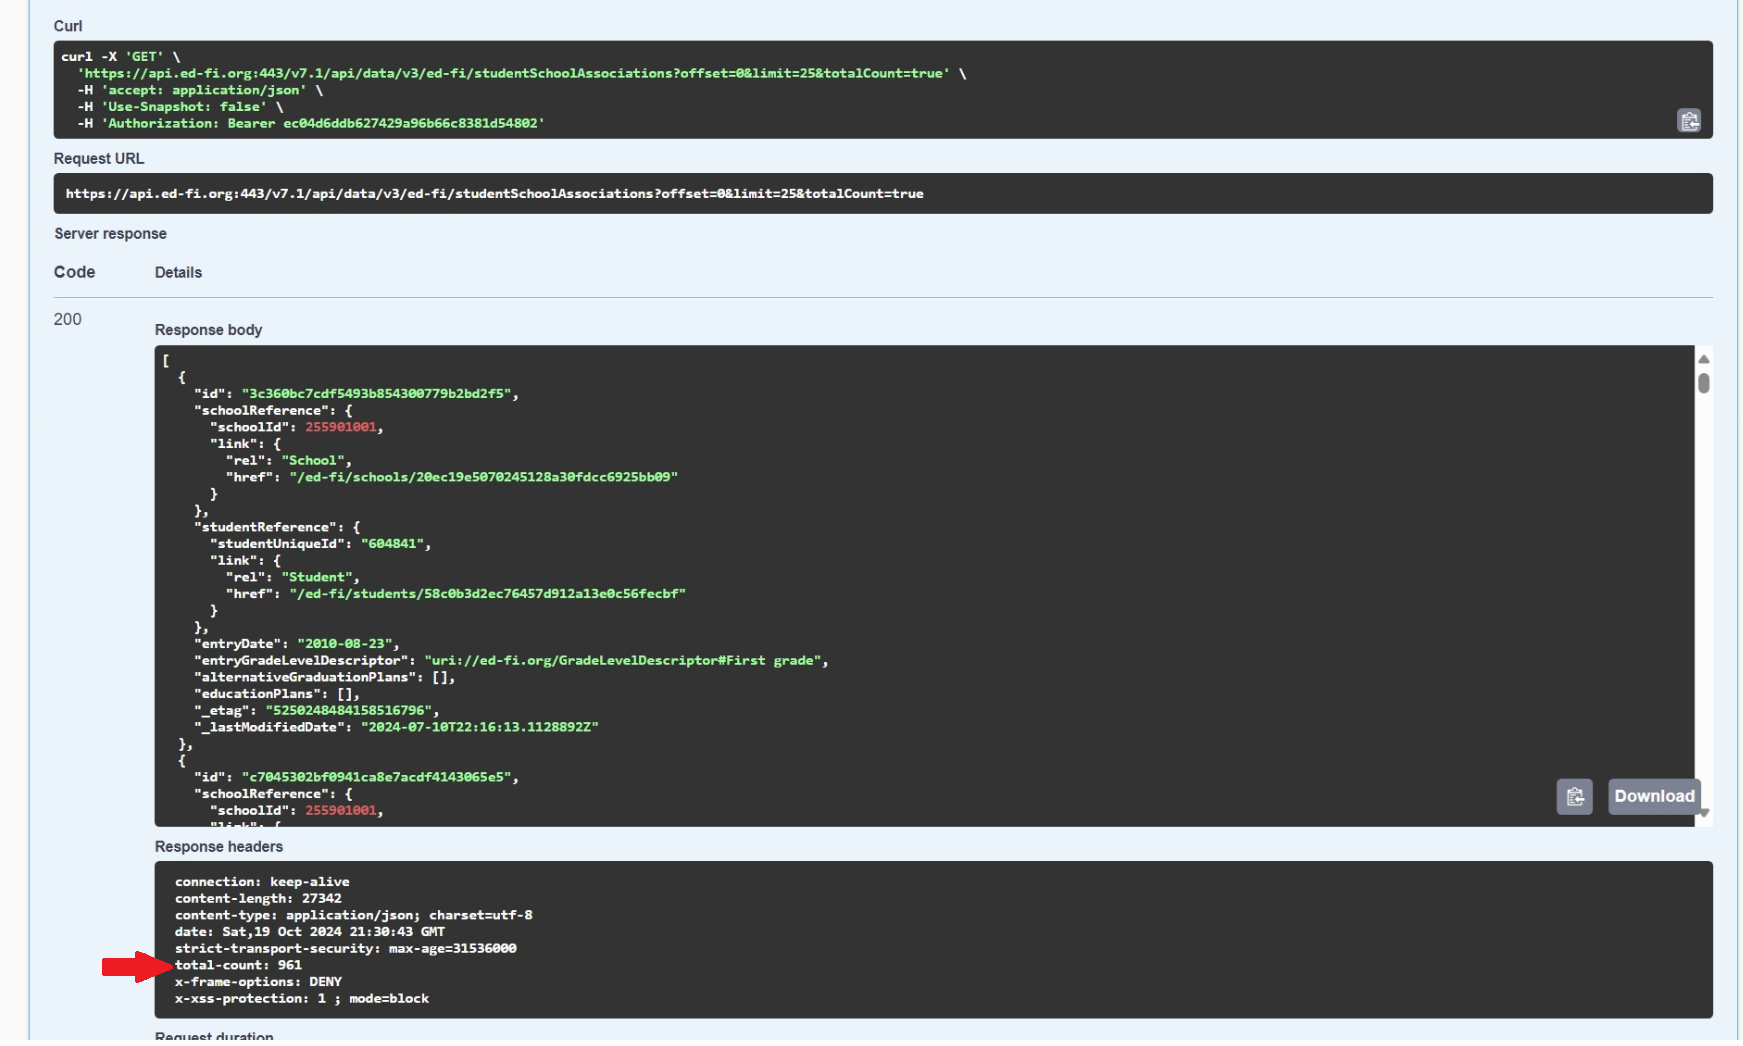 Curl
curl -X 'GET' \
'https://api.ed-fi.org:443/v7.1/api/data/v3/ed-fi/studentSchoolAssociations?offset=0&limit=25&totalCount=true' \
-H 'accept: application/json' \
-H 'Use-Snapshot: false' \
-H 'Authorization: Bearer ec04d6ddb627429a96b66c8381d54802'
Request URL
https://api.ed-fi.org:443/v7.1/api/data/v3/ed-fi/studentSchoolAssociations?offset=0&limit=25&totalCount=true
Server response
Code Details
200
Response body
[
{
"id": "3c360bc7cdf5493b854300779b2bd2f5",
"schoolReference": {
"schoolId": 255901001,
"link": {
"rel": "School",
"href": "/ed-fi/schools/20ec19e5070245128a30fdcc6925bb09"
}
},
"studentReference": {
"studentUniqueId": "604841",
"link": {
"rel": "Student",
"href": "/ed-fi/students/58c0b3d2ec76457d912a13e0c56fecbf"
}
},
"entryDate": "2010-08-23",
"entryGradeLevelDescriptor": "uri://ed-fi.org/GradeLevelDescriptor#First grade",
"alternativeGraduationPlans": [],
"educationPlans": [],
"_etag": "5250248484158516796",
"_lastModifiedDate": "2024-07-10T22:16:13.1128892Z"
},
{
"id": "c7045302bf0941ca8e7acdf4143065e5",
"schoolReference": {
"schoolId": 255901001,
"link": {
Download
Response headers
connection: keep-alive
content-length: 27342
content-type: application/json; charset=utf-8
date: Sat,19 Oct 2024 21:30:43 GMT
strict-transport-security: max-age=31536000
total-count: 961
x-frame-options: DENY
x-xss-protection: 1 ; mode=block
Request duration